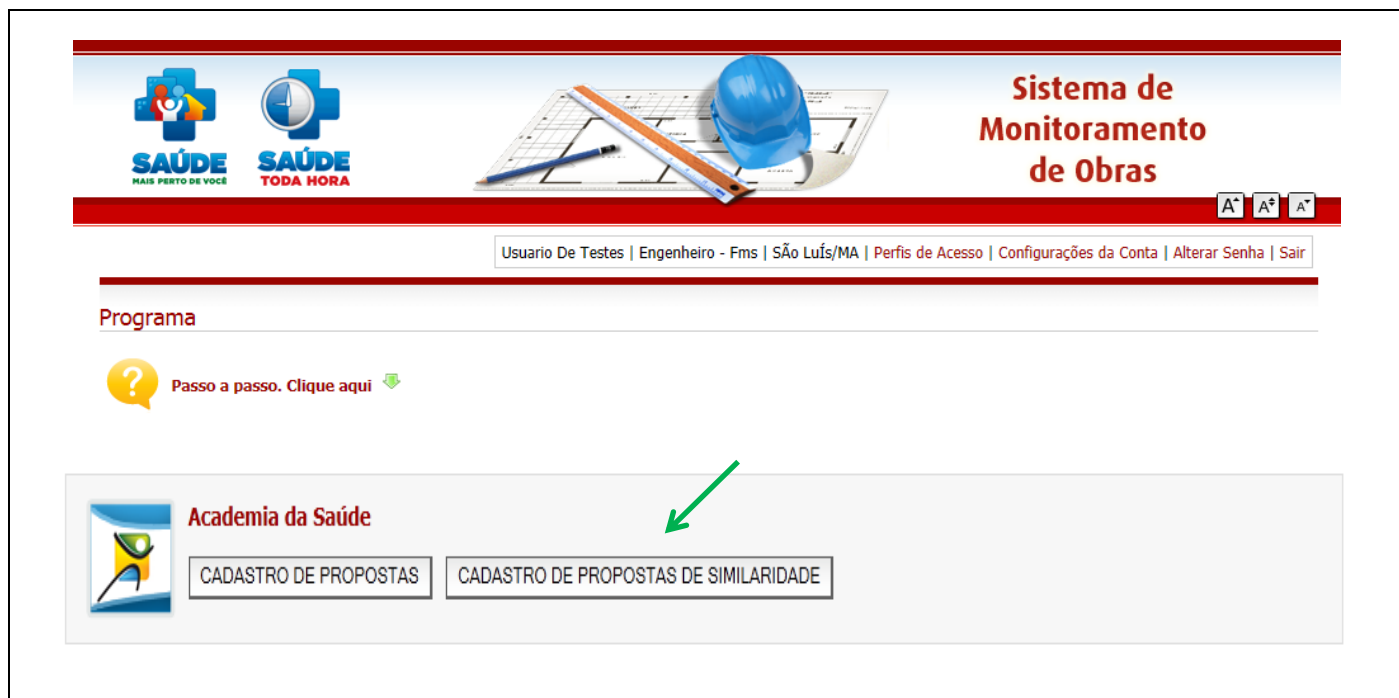 SAÚDE
MAIS PERTO DE VOCÊ
SAÚDE
TODA HORA
Sistema de
Monitoramento
de Obras
A A A
Usuario De Testes | Engenheiro - Fms | SÃo LuÍs/MA | Perfis de Acesso | Configurações da Conta | Alterar Senha | Sair
Programa
? Passo a passo. Clique aqui
Academia da Saúde
CADASTRO DE PROPOSTAS
CADASTRO DE PROPOSTAS DE SIMILARIDADE